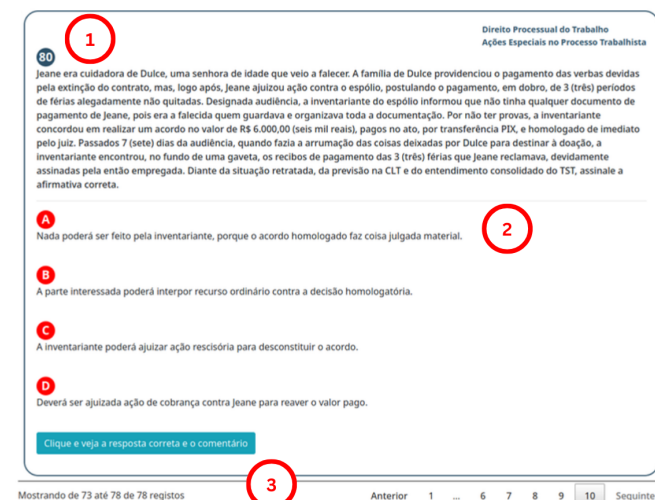 1
Direito Processual do Trabalho
Ações Especiais no Processo Trabalhista
80
Jeane era cuidadora de Dulce, uma senhora de idade que veio a falecer. A família de Dulce providenciou o pagamento das verbas devidas
pela extinção do contrato, mas, logo após, Jeane ajuizou ação contra o espólio, postulando o pagamento, em dobro, de 3 (três) períodos
de férias alegadamente não quitadas. Designada audiência, a inventariante do espólio informou que não tinha qualquer documento de
pagamento de Jeane, pois era a falecida quem guardava e organizava toda a documentação. Por não ter provas, a inventariante
concordou em realizar um acordo no valor de R$ 6.000,00 (seis mil reais), pagos no ato, por transferência PIX, e homologado de imediato
pelo juiz. Passados 7 (sete) dias da audiência, quando fazia a arrumação das coisas deixadas por Dulce para destinar à doação, a
inventariante encontrou, no fundo de uma gaveta, os recibos de pagamento das 3 (três) férias que Jeane reclamava, devidamente
assinadas pela então empregada. Diante da situação retratada, da previsão na CLT e do entendimento consolidado do TST, assinale a
afirmativa correta.
A
Nada poderá ser feito pela inventariante, porque o acordo homologado faz coisa julgada material.
2
B
A parte interessada poderá interpor recurso ordinário contra a decisão homologatória.
C
A inventariante poderá ajuizar ação rescisória para desconstituir o acordo.
D
Deverá ser ajuizada ação de cobrança contra Jeane para reaver o valor pago.
Clique e veja a resposta correta e o comentário
3
Mostrando de 73 até 78 de 78 registos
Anterior 1 ... 6 7 8 9 10 Seguinte